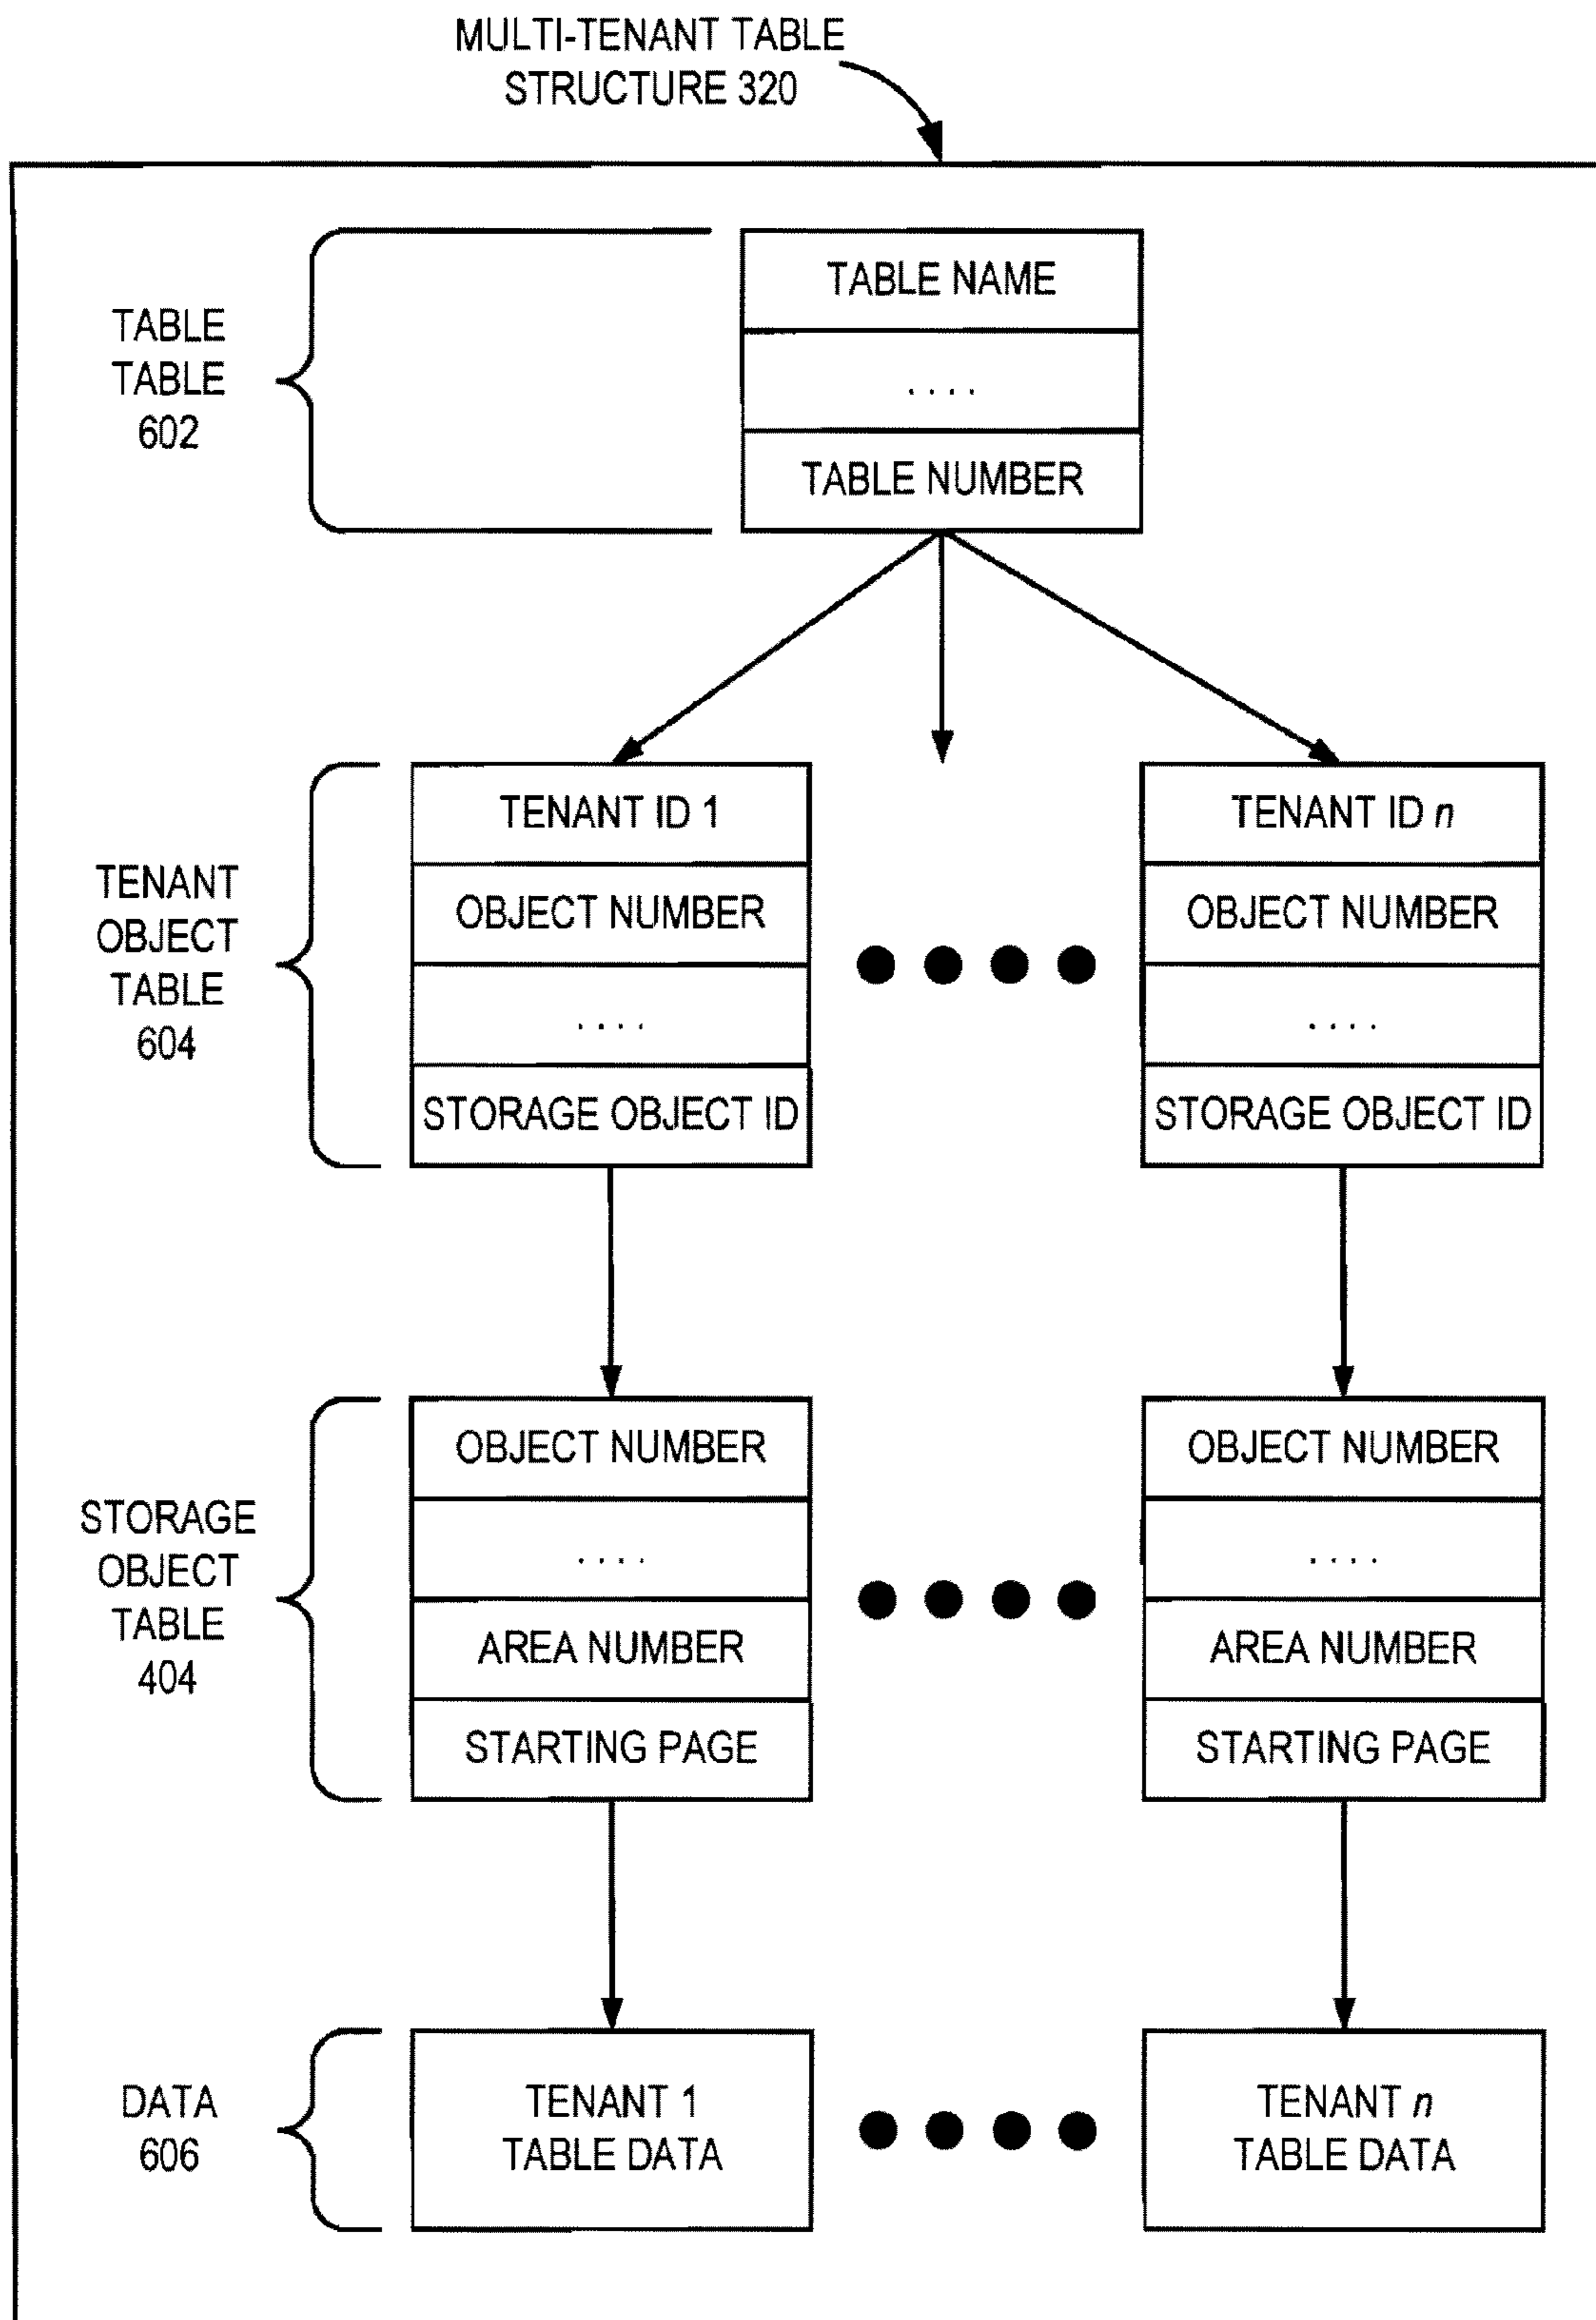 MULTI-TENANT TABLE
STRUCTURE 320
TABLE
TABLE
602
TABLE NAME
. . . .
TABLE NUMBER
TENANT
OBJECT
TABLE
604
TENANT ID 1
OBJECT NUMBER
. . . .
STORAGE OBJECT ID
TENANT ID n
OBJECT NUMBER
. . . .
STORAGE OBJECT ID
STORAGE
OBJECT
TABLE
404
OBJECT NUMBER
. . . .
AREA NUMBER
STARTING PAGE
OBJECT NUMBER
. . . .
AREA NUMBER
STARTING PAGE
DATA
606
TENANT 1
TABLE DATA
TENANT n
TABLE DATA